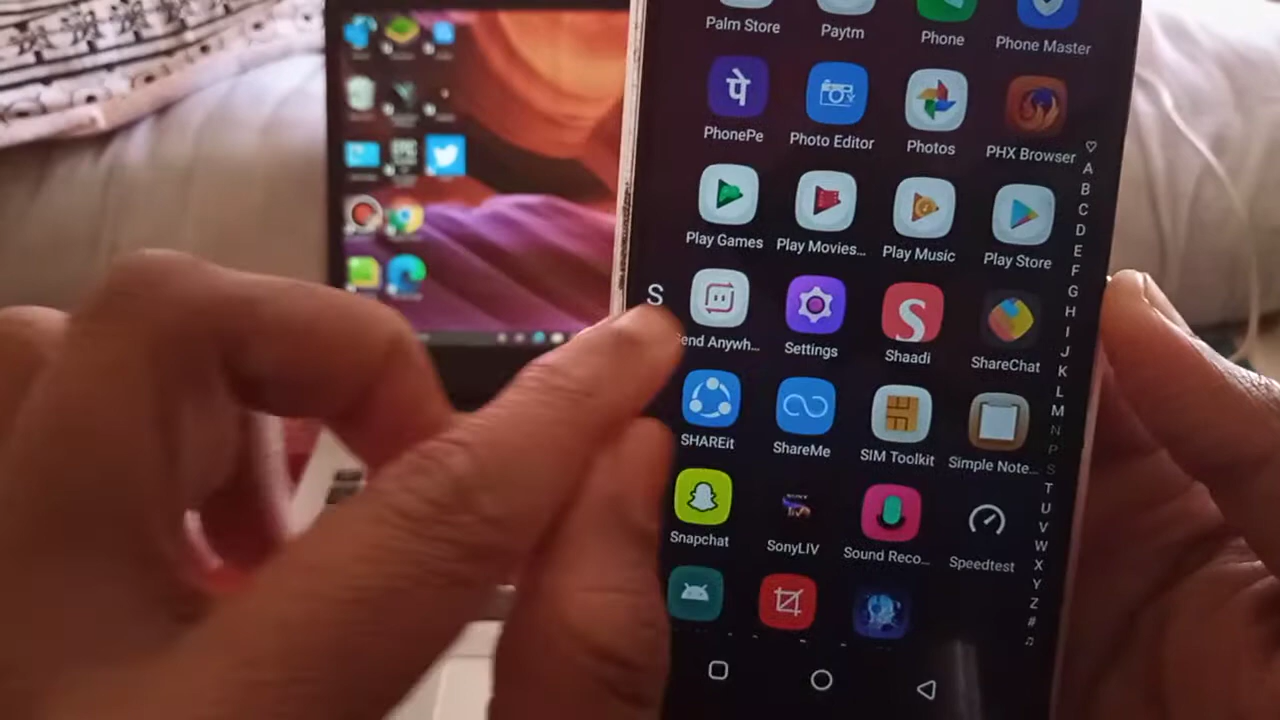 Palm Store Paytm Phone Phone Master
पे
PhonePe Photo Editor Photos PHX Browser
Play Games Play Movies... Play Music Play Store
S
end Anywh... Settings Shaadi ShareChat
SHAREit ShareMe SIM Toolkit Simple Note...
Snapchat SonyLIV Sound Reco... Speedtest
A
B
C
D
E
F
G
H
I
J
K
L
M
N
P
S
T
U
V
W
X
Y
Z
#
EPIC